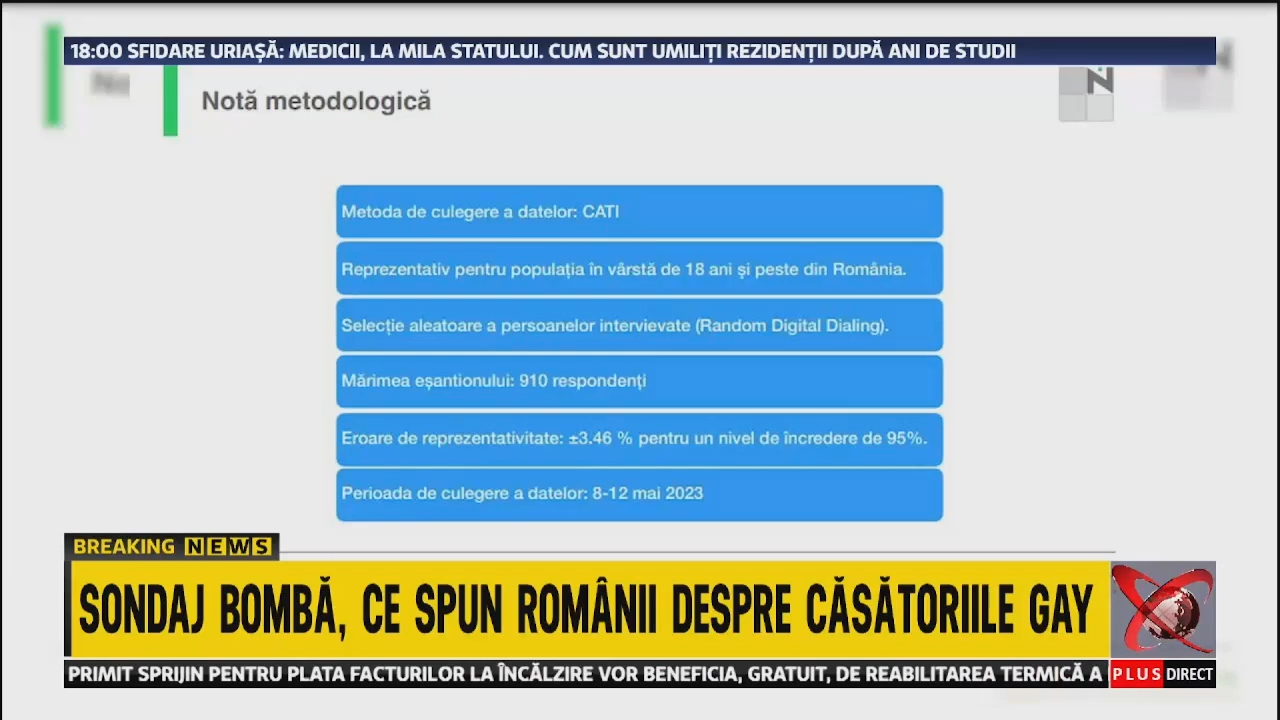 18:00 SFIDARE URIAȘĂ: MEDICII, LA MILA STATULUI. CUM SUNT UMILIȚI REZIDENȚII DUPĂ ANI DE STUDII
Notă metodologică
Metoda de culegere a datelor: CATI
Reprezentativ pentru populația în vârstă de 18 ani și peste din România.
Selecție aleatoare a persoanelor intervievate (Random Digital Dialing).
Mărimea eșantionului: 910 respondenți
Eroare de reprezentativitate: ±3.46 % pentru un nivel de încredere de 95%.
Perioada de culegere a datelor: 8-12 mai 2023
BREAKING NEWS
SONDAJ BOMBĂ, CE SPUN ROMÂNII DESPRE CĂSĂTORIILE GAY
PRIMIT SPRIJIN PENTRU PLATA FACTURILOR LA ÎNCĂLZIRE VOR BENEFICIA, GRATUIT, DE REABILITAREA TERMICĂ A
PLUS DIRECT